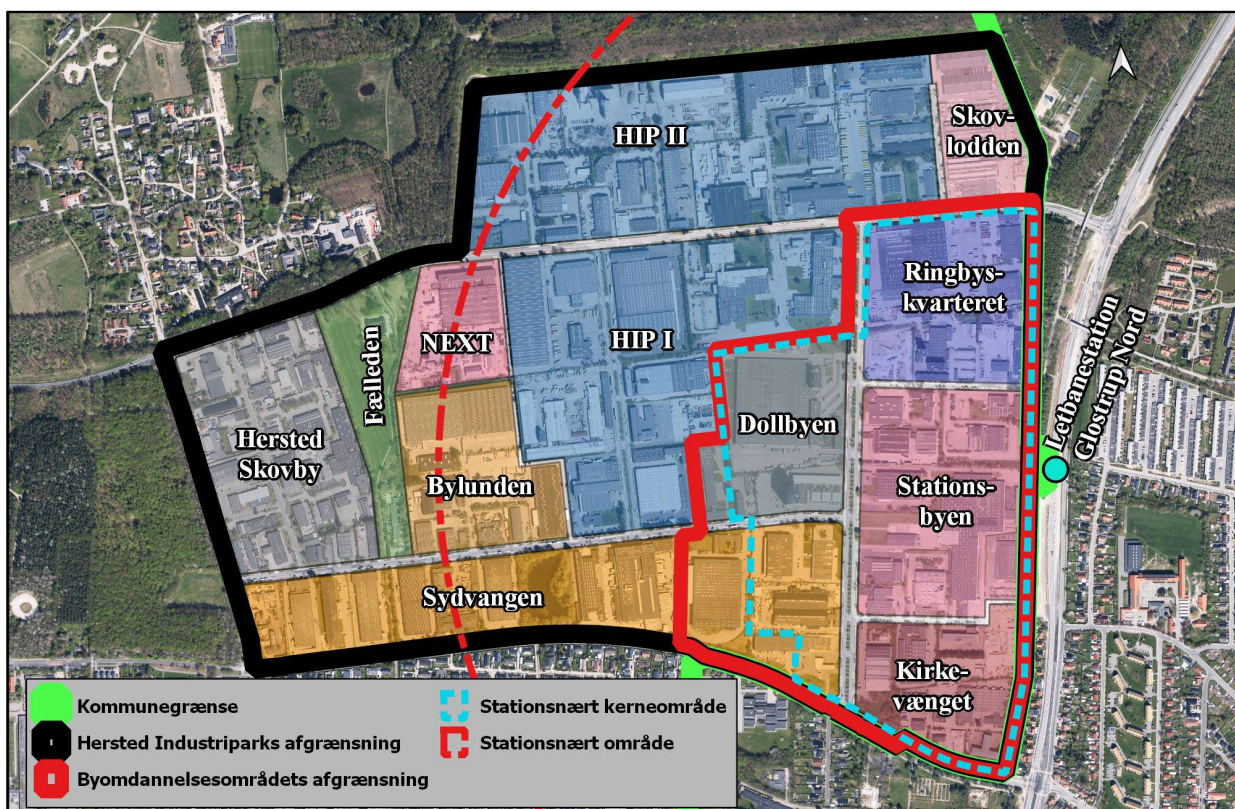 HIP II
Skov-
lodden
Ringbys-
kvarteret
NEXT
HIP I
Fælleden
Dollbyen
Letbanestation
Glostrup Nord
Hersted
Skovby
Bylunden
Stations-
byen
Sydvangen
Kirke-
vænget
Kommunegrænse
Hersted Industriparks afgrænsning
Byomdannelsesområdets afgrænsning
Stationsnært kerneområde
Stationsnært område